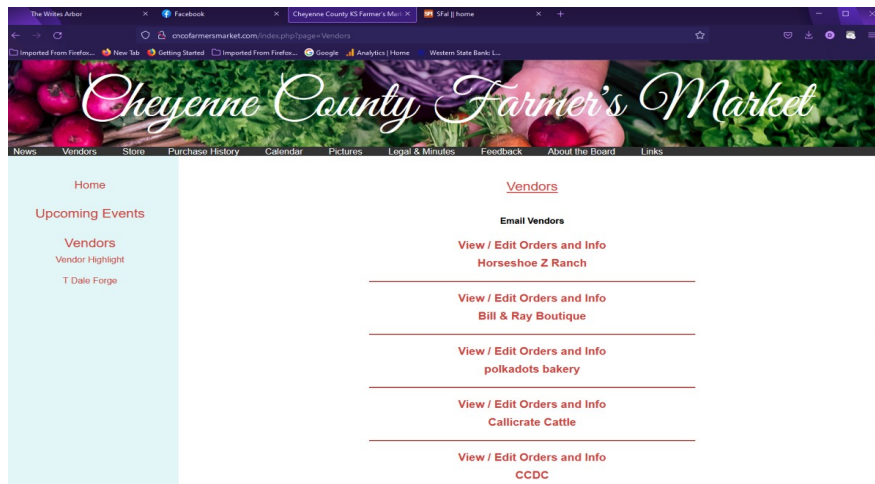 The Writes Arbor
Facebook
Cheyenne County KS Farmer's Mark
SFal || home
cncofarmersmarket.com/index.php?page=Vendors
Imported From Firefox... New Tab Getting Started Imported From Firefox... Google Analytics | Home Western State Bank: L...
Cheyenne County Farmer's Market
News Vendors Store Purchase History Calendar Pictures Legal & Minutes Feedback About the Board Links
Home
Upcoming Events
Vendors
Vendor Highlight
T Dale Forge
Vendors
Email Vendors
View / Edit Orders and Info
Horseshoe Z Ranch
View / Edit Orders and Info
Bill & Ray Boutique
View / Edit Orders and Info
polkadots bakery
View / Edit Orders and Info
Callicrate Cattle
View / Edit Orders and Info
CCDC